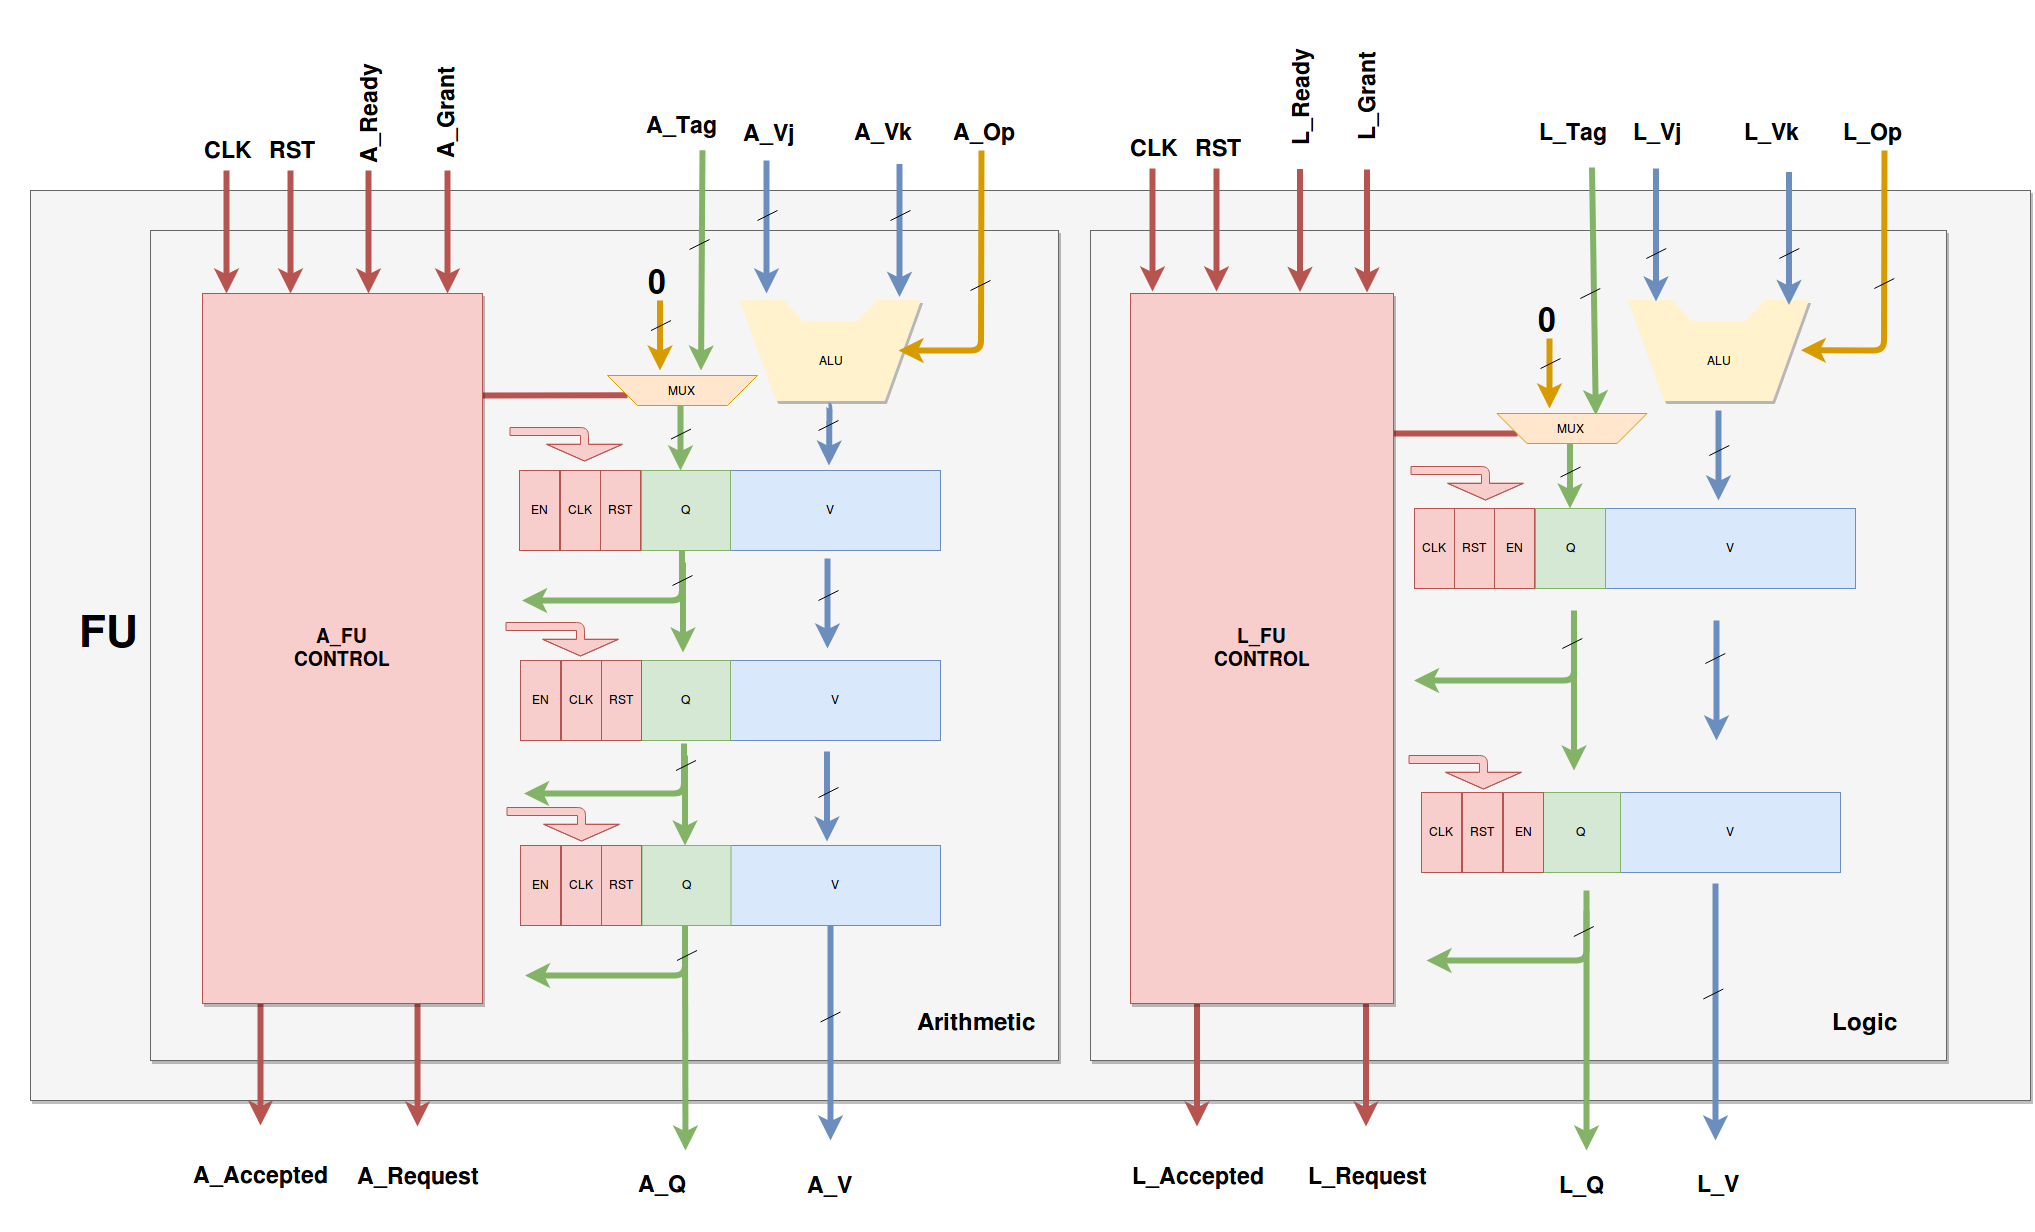 A_Ready
A_Grant
L_Ready
L_Grant
CLK
RST
A_Tag
A_Vj
A_Vk
A_Op
CLK
RST
L_Tag
L_Vj
L_Vk
L_Op
0
0
MUX
ALU
MUX
ALU
EN
CLK
RST
Q
V
CLK
RST
EN
Q
V
FU
A_FU
CONTROL
L_FU
CONTROL
EN
CLK
RST
Q
V
CLK
RST
EN
Q
V
EN
CLK
RST
Q
V
Arithmetic
Logic
A_Accepted
A_Request
A_Q
A_V
L_Accepted
L_Request
L_Q
L_V